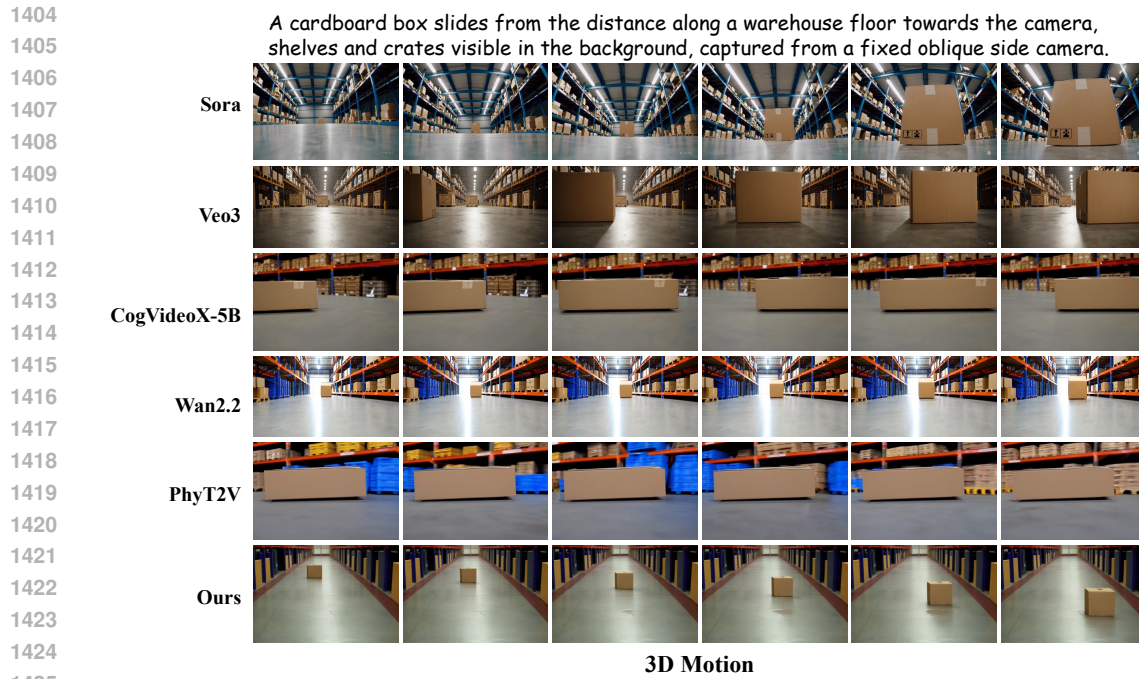 1404
A cardboard box slides from the distance along a warehouse floor towards the camera,
1405
shelves and crates visible in the background, captured from a fixed oblique side camera.
1406
1407
Sora
1408
1409
1410
Veo3
1411
1412
1413
CogVideoX-5B
1414
1415
1416
Wan2.2
1417
1418
1419
PhyT2V
1420
1421
1422
Ours
1423
1424
3D Motion